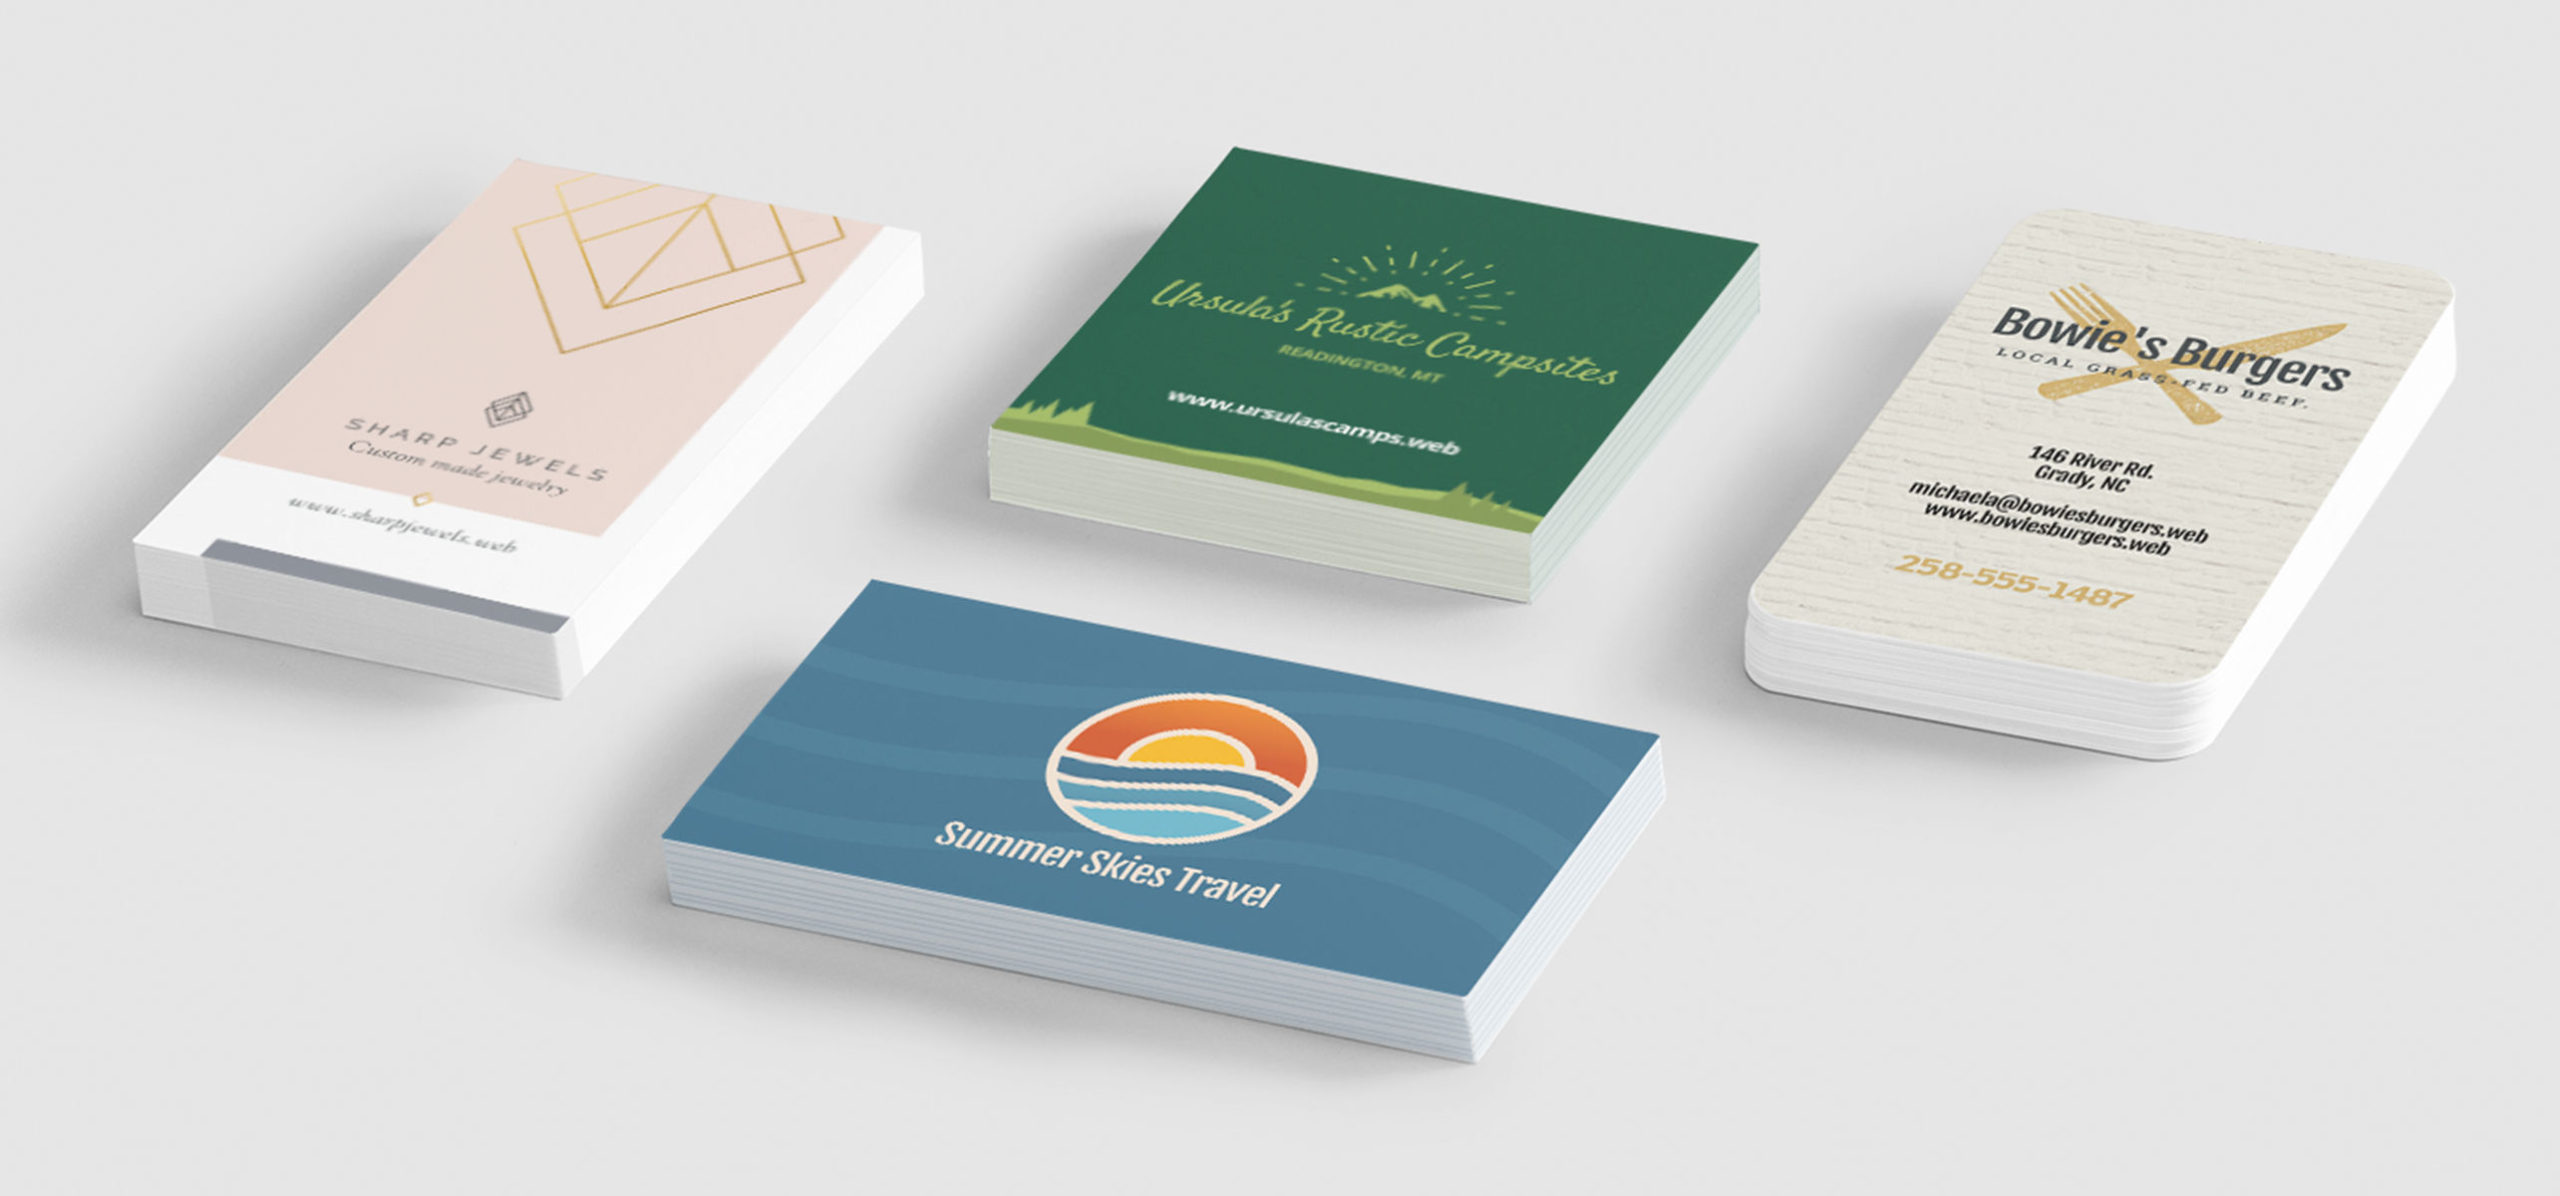 SHARP JEWELS
Custom made jewelry
www.sharpjewels.web
Ursula's Rustic Campsites
READINGTON, MT
www.ursulascamps.web
Bowie's Burgers
LOCAL GRASS-FED BEEF.
146 River Rd.
Grady, NC
michaela@bowiesburgers.web
www.bowiesburgers.web
258-555-1487
Summer Skies Travel